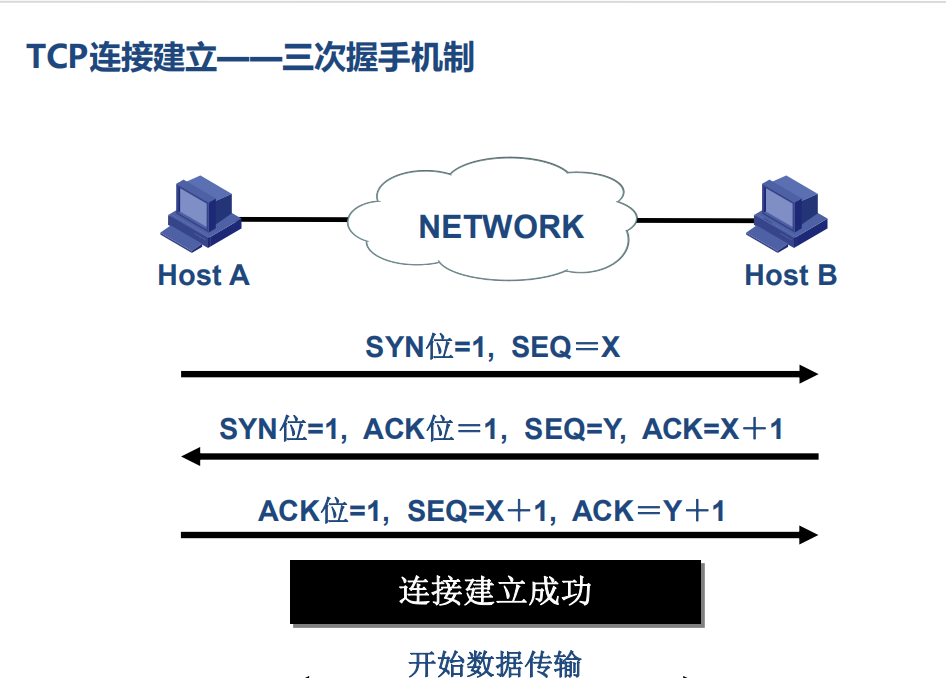 TCP连接建立——三次握手机制
NETWORK
Host A
Host B
SYN位=1, SEQ＝X
SYN位=1, ACK位＝1, SEQ=Y, ACK=X＋1
ACK位=1, SEQ=X＋1, ACK＝Y＋1
连接建立成功
开始数据传输